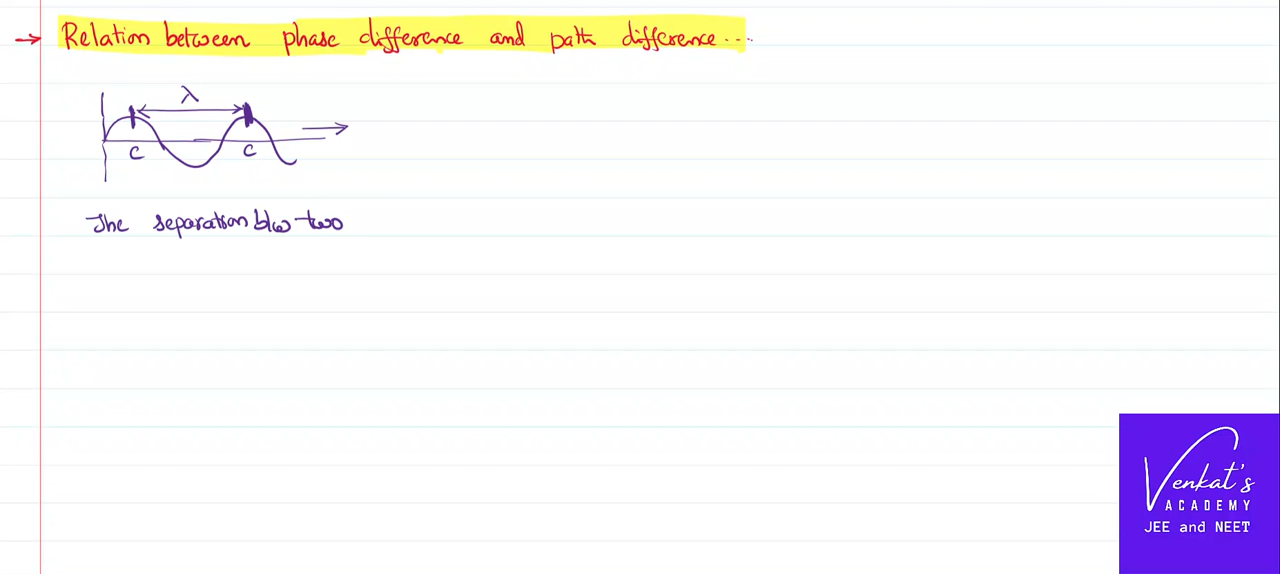 → Relation between phase difference and path difference...
λ
C C
The separation b/w two
Venkat's
ACADEMY
JEE and NEET